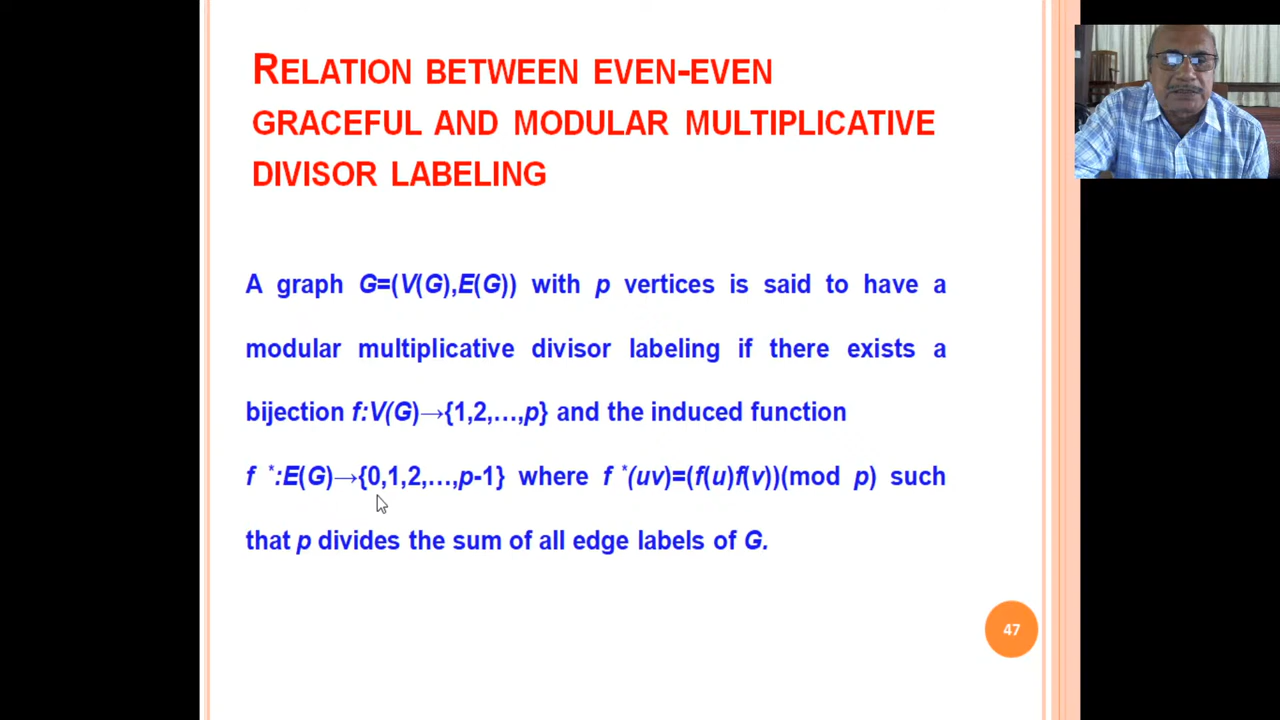 RELATION BETWEEN EVEN-EVEN
GRACEFUL AND MODULAR MULTIPLICATIVE
DIVISOR LABELING
A graph G=(V(G),E(G)) with p vertices is said to have a
modular multiplicative divisor labeling if there exists a
bijection f:V(G)→{1,2,…,p} and the induced function
f *:E(G)→{0,1,2,…,p-1} where f *(uv)=(f(u)f(v))(mod p) such
that p divides the sum of all edge labels of G.
47